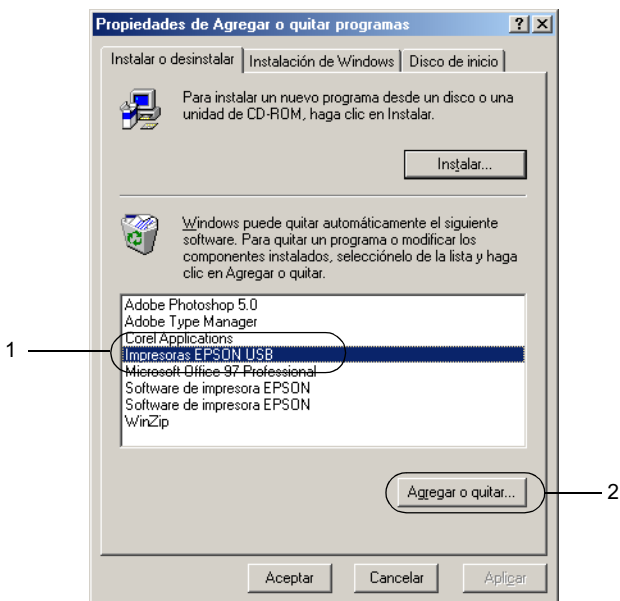 Propiedades de Agregar o quitar programas
Instalar o desinstalar Instalación de Windows Disco de inicio
Para instalar un nuevo programa desde un disco o una
unidad de CD-ROM, haga clic en Instalar.
Instalar...
Windows puede quitar automáticamente el siguiente
software. Para quitar un programa o modificar los
componentes instalados, selecciónelo de la lista y haga
clic en Agregar o quitar.
Adobe Photoshop 5.0
Adobe Type Manager
Corel Applications
1 Impresoras EPSON USB
Microsoft Office 97 Professional
Software de impresora EPSON
Software de impresora EPSON
WinZip
Agregar o quitar... 2
Aceptar Cancelar Aplicar